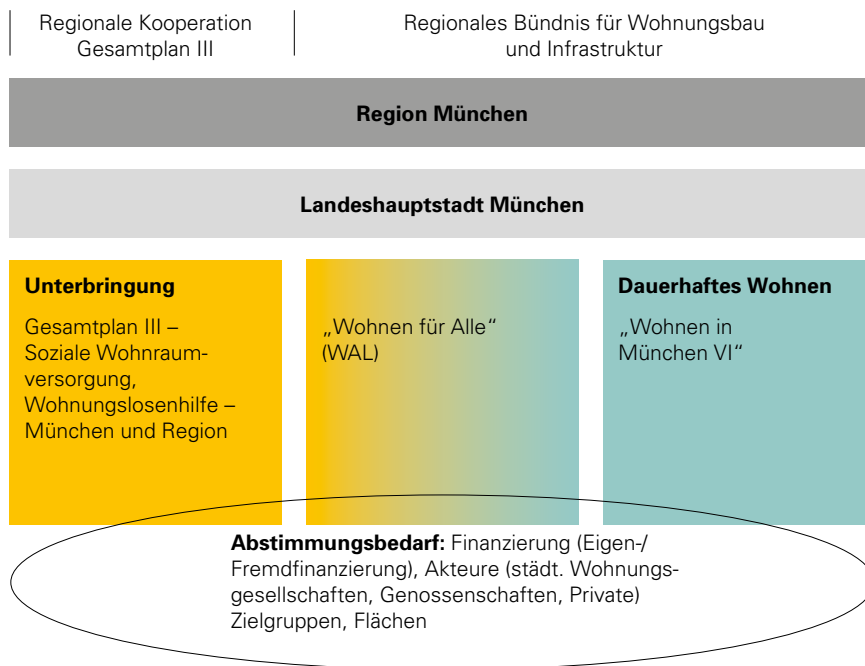 Regionale Kooperation
Gesamtplan III
Regionales Bündnis für Wohnungsbau
und Infrastruktur
Region München
Landeshauptstadt München
Unterbringung
Gesamtplan III –
Soziale Wohnraum-
versorgung,
Wohnungslosenhilfe –
München und Region
„Wohnen für Alle“
(WAL)
Dauerhaftes Wohnen
„Wohnen in
München VI“
Abstimmungsbedarf: Finanzierung (Eigen-/
Fremdfinanzierung), Akteure (städt. Wohnungs-
gesellschaften, Genossenschaften, Private)
Zielgruppen, Flächen